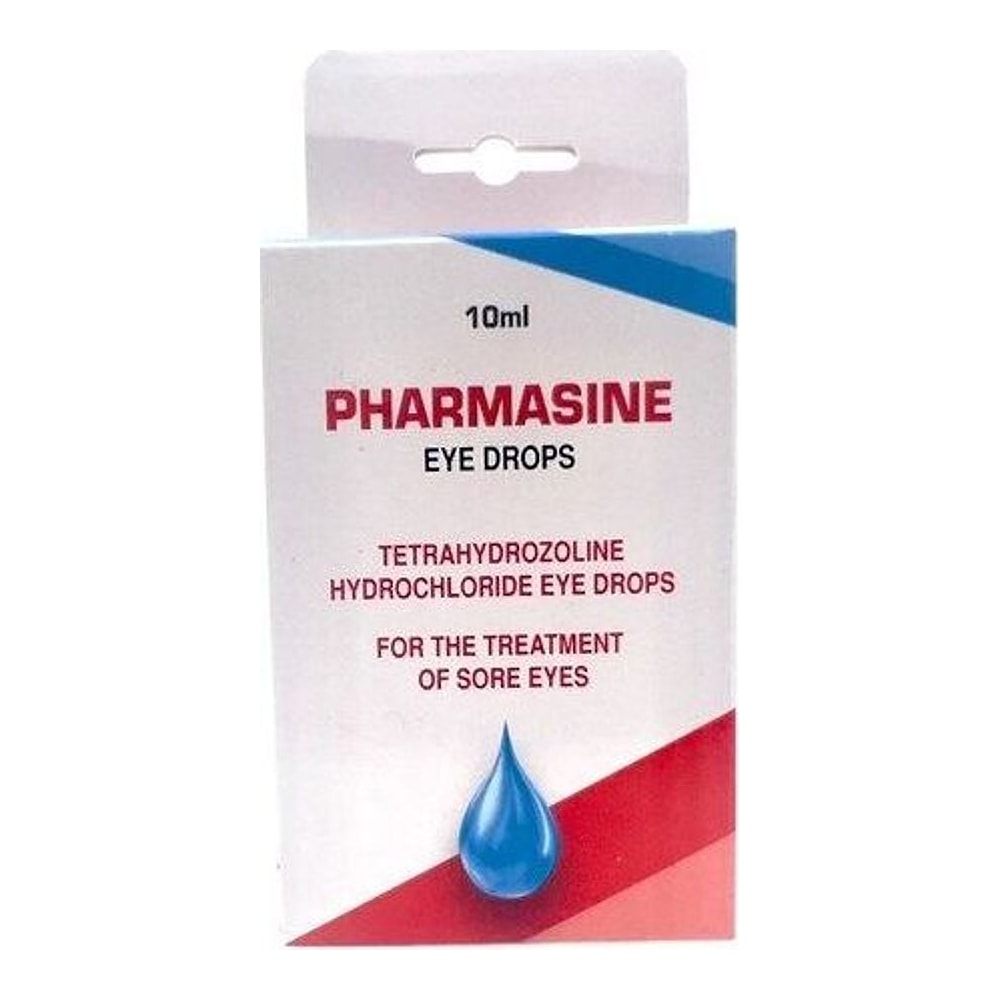 10ml
PHARMASINE
EYE DROPS
TETRAHYDROZOLINE
HYDROCHLORIDE EYE DROPS
FOR THE TREATMENT
OF SORE EYES